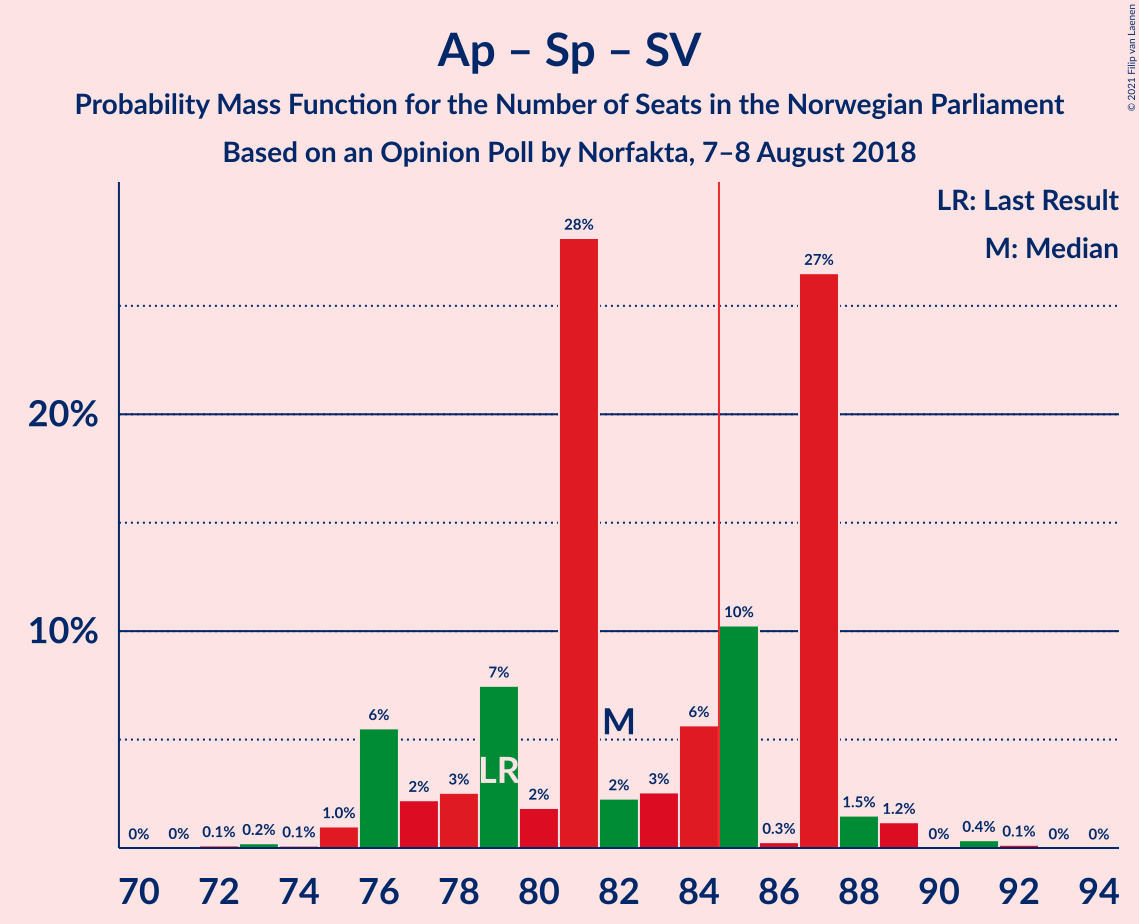 Ap – Sp – SV
Probability Mass Function for the Number of Seats in the Norwegian Parliament
Based on an Opinion Poll by Norfakta, 7–8 August 2018
© 2021 Filip van Laenen
LR: Last Result
M: Median
20%
10%
0% 0% 0.1% 0.2% 0.1% 1.0% 6% 2% 3% 7% 2% 28% 2% 3% 6% 10% 0.3% 27% 1.5% 1.2% 0% 0.4% 0.1% 0% 0%
LR
M
70 72 74 76 78 80 82 84 86 88 90 92 94